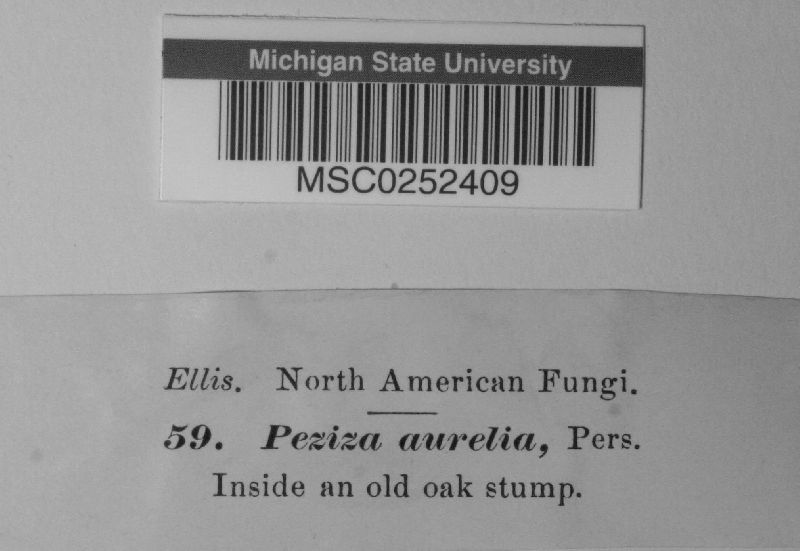 Michigan State University
MSC0252409
Ellis. North American Fungi.
59. Peziza aurelia, Pers.
Inside an old oak stump.